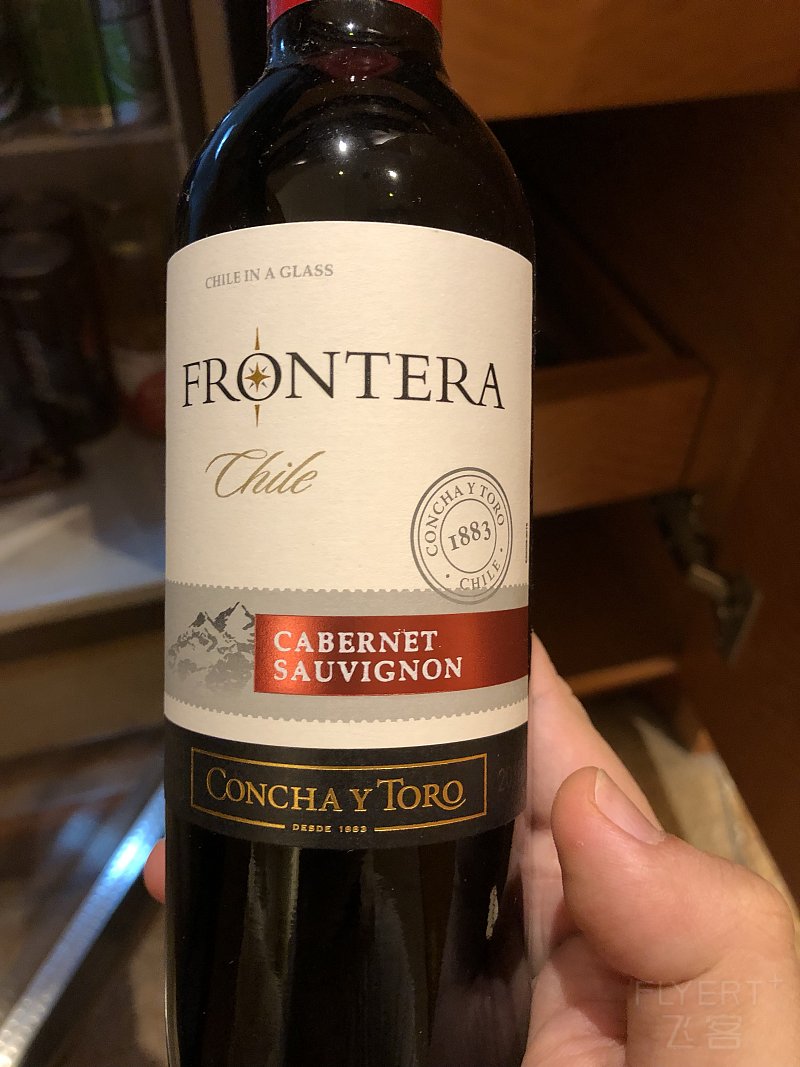 CHILE IN A GLASS
FRONTERA
Chile
CONCHA Y TORO
1883
· CHILE ·
CABERNET
SAUVIGNON
CONCHA Y TORO
DESDE 1883
FLYERT+
飞客